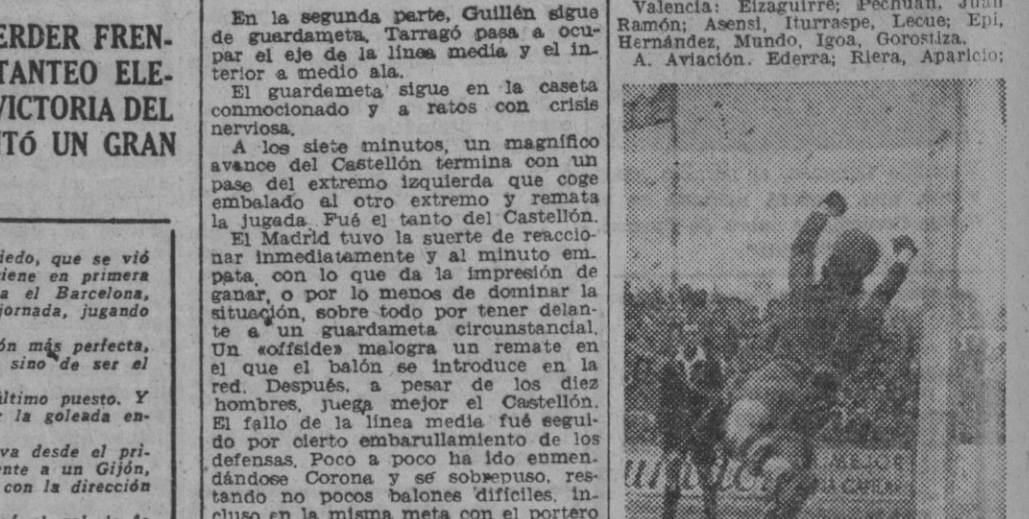 ERDER FREN-
TANTEO ELE-
VICTORIA DEL
TÓ UN GRAN
iedo, que se vió
iene en primera
a el Barcelona,
jornada, jugando
ón más perfecta,
sino de ser el
último puesto. Y
la goleada en-
va desde el pri-
ente a un Gijón,
con la dirección
En la segunda parte, Guillén sigue
de guardameta, Tarragó pasa a ocu-
par el eje de la línea media y el in-
terior a medio ala.
El guardemeta sigue en la caseta
conmocionado y a ratos con crisis
nerviosa.
A los siete minutos, un magnífico
avance del Castellón termina con un
pase del extremo izquierda que coge
embalado al otro extremo y remata
la jugada. Fué el tanto del Castellón.
El Madrid tuvo la suerte de reaccio-
nar inmediatamente y al minuto em-
pata, con lo que da la impresión de
ganar, o por lo menos de dominar la
situación, sobre todo por tener delan-
te a un guardameta circunstancial.
Un «offside» malogra un remate en
el que el balón se introduce en la
red. Después, a pesar de los diez
hombres, juega mejor el Castellón.
El fallo de la línea media fué segui-
do por cierto embarullamiento de los
defensas. Poco a poco ha ido enmen-
dándose Corona y se sobrepuso, res-
tando no pocos balones difíciles, in-
cluso en la misma meta con el portero
Valencia: Eizaguirre; Pechuán, Juan
Ramón; Asensi, Iturraspe, Lecue; Epi,
Hernández, Mundo, Igoa, Gorostiza.
A. Aviación. Ederra; Riera, Aparicio;
MEJOR